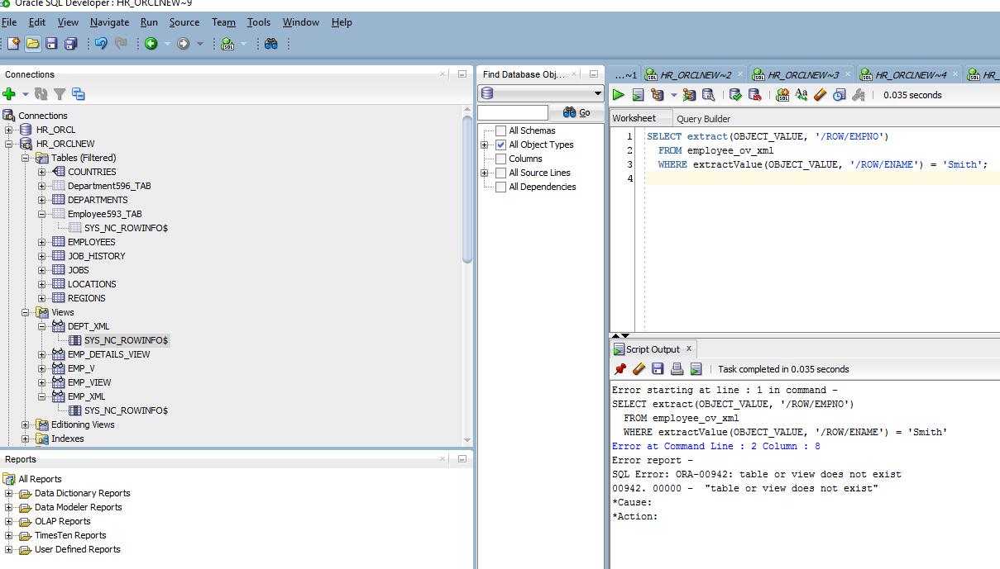 Oracle SQL Developer : HR_ORCLNEW~9
File Edit View Navigate Run Source Team Tools Window Help
Connections
Connections
HR_ORCL
HR_ORCLNEW
Tables (Filtered)
COUNTRIES
Department596_TAB
DEPARTMENTS
Employee593_TAB
SYS_NC_ROWINFO$
EMPLOYEES
JOB_HISTORY
JOBS
LOCATIONS
REGIONS
Views
DEPT_XML
SYS_NC_ROWINFO$
EMP_DETAILS_VIEW
EMP_V
EMP_VIEW
EMP_XML
SYS_NC_ROWINFO$
Editioning Views
Indexes
Reports
All Reports
Data Dictionary Reports
Data Modeler Reports
OLAP Reports
TimesTen Reports
User Defined Reports
Find Database Obj...
Go
All Schemas
All Object Types
Columns
All Source Lines
All Dependencies
...~1 HR_ORCLNEW~2 HR_ORCLNEW~3 HR_ORCLNEW~4 HR_
0.035 seconds
Worksheet Query Builder
1 SELECT extract(OBJECT_VALUE, '/ROW/EMPNO')
2 FROM employee_ov_xml
3 WHERE extractValue(OBJECT_VALUE, '/ROW/ENAME') = 'Smith';
4
Script Output
Task completed in 0.035 seconds
Error starting at line : 1 in command -
SELECT extract(OBJECT_VALUE, '/ROW/EMPNO')
FROM employee_ov_xml
WHERE extractValue(OBJECT_VALUE, '/ROW/ENAME') = 'Smith'
Error at Command Line : 2 Column : 8
Error report -
SQL Error: ORA-00942: table or view does not exist
00942. 00000 - "table or view does not exist"
*Cause:
*Action: